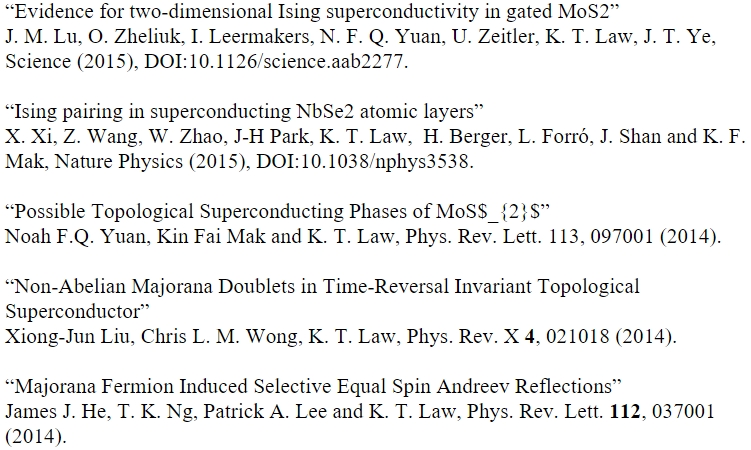 “Evidence for two-dimensional Ising superconductivity in gated MoS2”
J. M. Lu, O. Zheliuk, I. Leermakers, N. F. Q. Yuan, U. Zeitler, K. T. Law, J. T. Ye,
Science (2015), DOI:10.1126/science.aab2277.
“Ising pairing in superconducting NbSe2 atomic layers”
X. Xi, Z. Wang, W. Zhao, J-H Park, K. T. Law,  H. Berger, L. Forró, J. Shan and K. F.
Mak, Nature Physics (2015), DOI:10.1038/nphys3538.
“Possible Topological Superconducting Phases of MoS$_{2}$”
Noah F.Q. Yuan, Kin Fai Mak and K. T. Law, Phys. Rev. Lett. 113, 097001 (2014).
“Non-Abelian Majorana Doublets in Time-Reversal Invariant Topological
Superconductor”
Xiong-Jun Liu, Chris L. M. Wong, K. T. Law, Phys. Rev. X 4, 021018 (2014).
“Majorana Fermion Induced Selective Equal Spin Andreev Reflections”
James J. He, T. K. Ng, Patrick A. Lee and K. T. Law, Phys. Rev. Lett. 112, 037001
(2014).